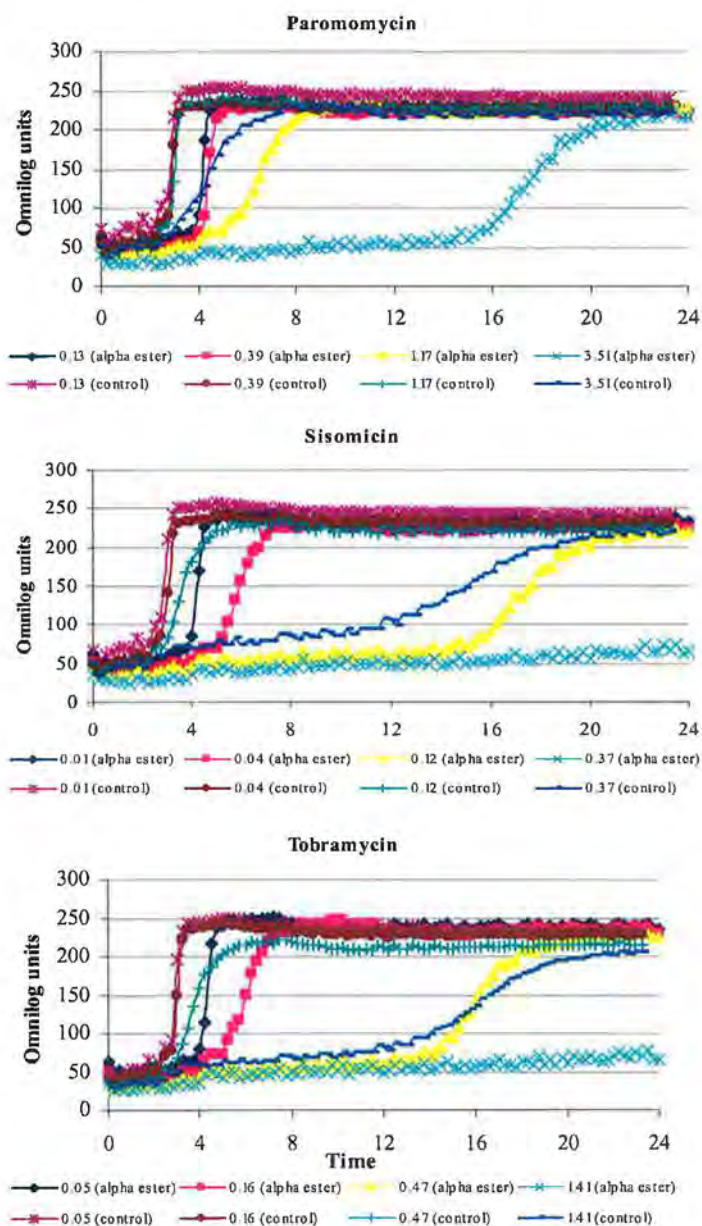 Paromomycin
300
250
200
150
100
50
0
Omnilog units
0 4 8 12 16 20 24
0.13 (alpha ester) 0.39 (alpha ester) 1.17 (alpha ester) 3.51 (alpha ester)
0.13 (control) 0.39 (control) 1.17 (control) 3.51 (control)
Sisomicin
300
250
200
150
100
50
0
Omnilog units
0 4 8 12 16 20 24
0.01 (alpha ester) 0.04 (alpha ester) 0.12 (alpha ester) 0.37 (alpha ester)
0.01 (control) 0.04 (control) 0.12 (control) 0.37 (control)
Tobramycin
300
250
200
150
100
50
0
Omnilog units
0 4 8 12 16 20 24
Time
0.05 (alpha ester) 0.16 (alpha ester) 0.47 (alpha ester) 1.41 (alpha ester)
0.05 (control) 0.16 (control) 0.47 (control) 1.41 (control)